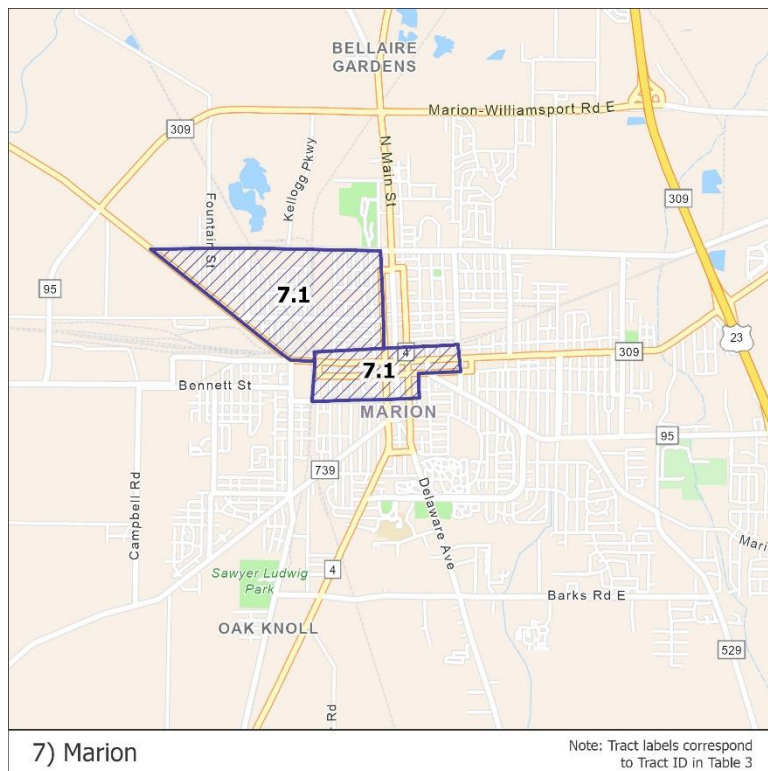 BELLAIRE
GARDENS
Marion-Williamsport Rd E
309
Kellogg Pkwy
N Main St
Fountain St
309
7.1
95
23
4
309
7.1
Bennett St
MARION
95
739
Campbell Rd
Delaware Ave
Mari
4
Sawyer Ludwig
Park
Barks Rd E
OAK KNOLL
529
Rd
7) Marion
Note: Tract labels correspond
to Tract ID in Table 3